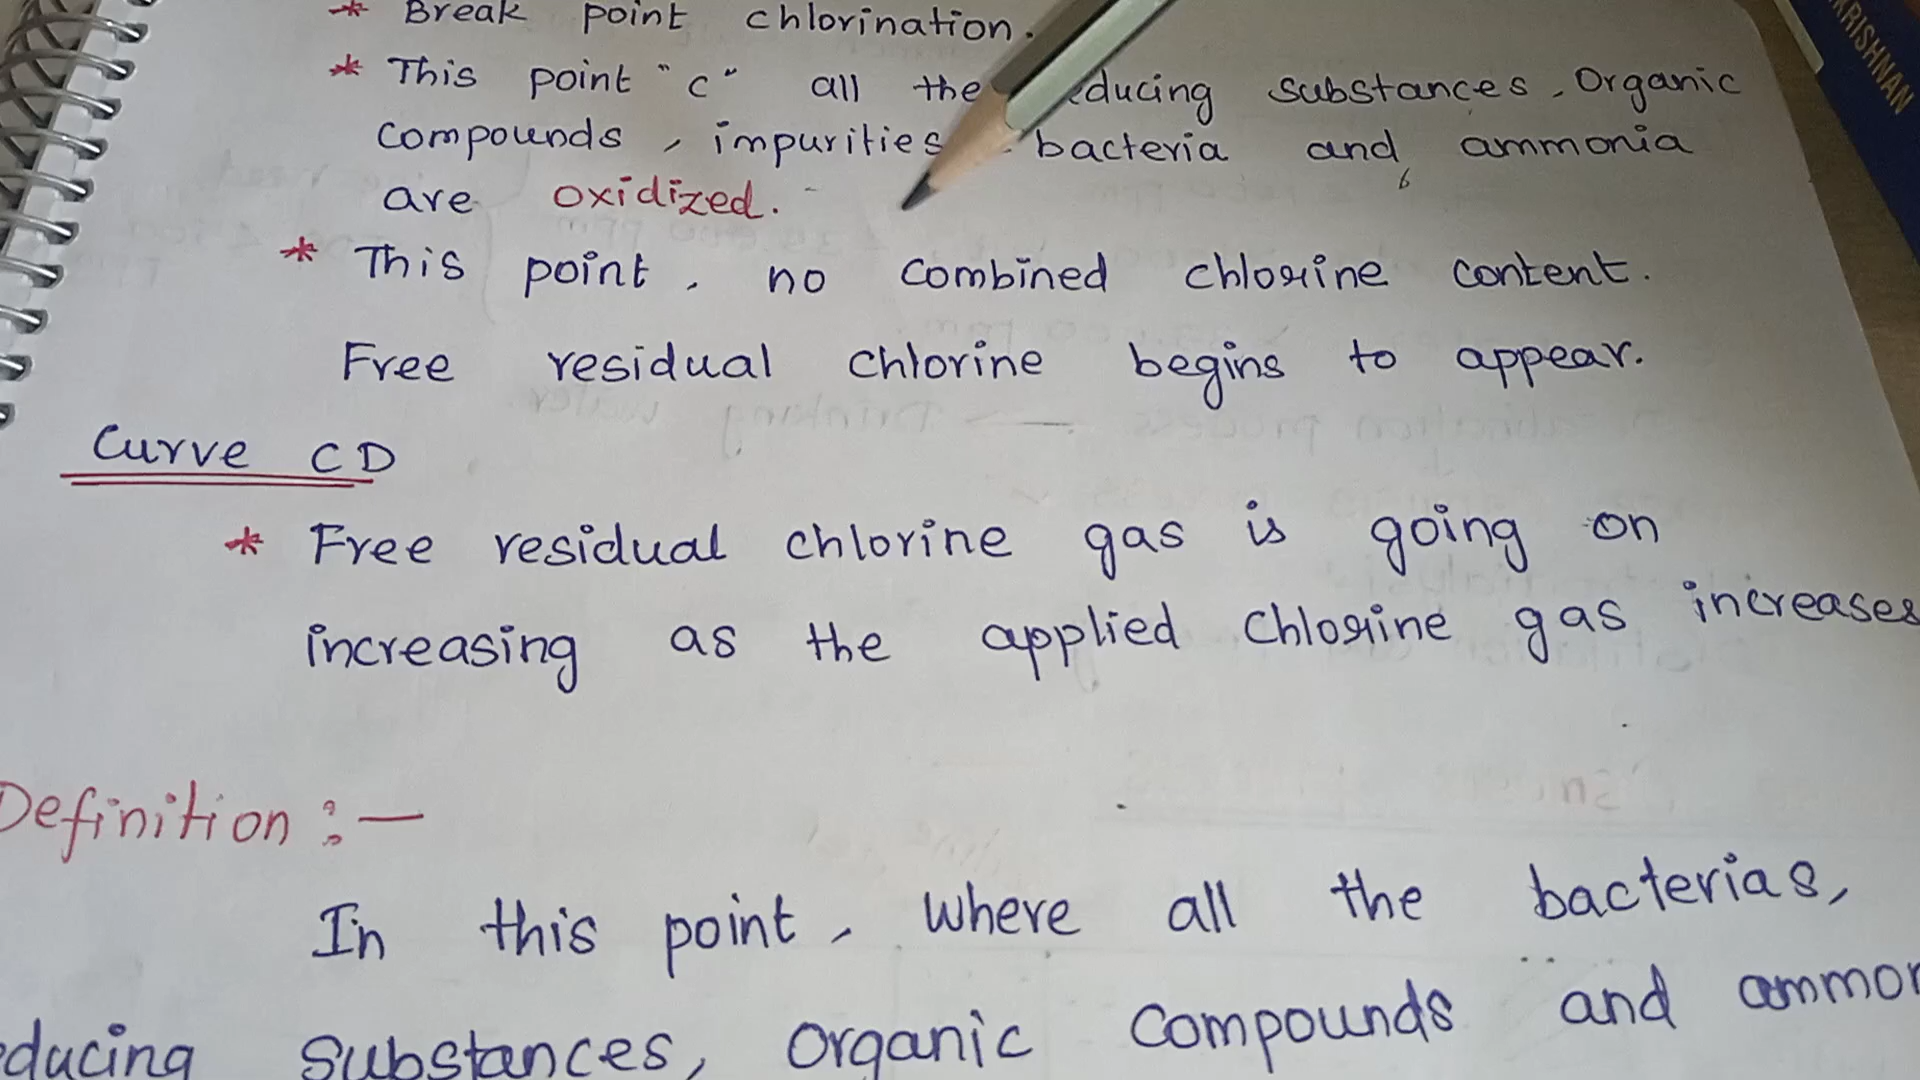 * Break point chlorination.
* This point "c" all the educing substances, Organic
compounds, impurities bacteria and ammonia
are oxidized.
* This point, no combined chlorine content.
Free residual chlorine begins to appear.
Curve CD
* Free residual chlorine gas is going on
increasing as the applied chlorine gas increases
Definition :-
In this point, where all the bacterias,
educing substances, Organic compounds and ammon
KRISHNAN